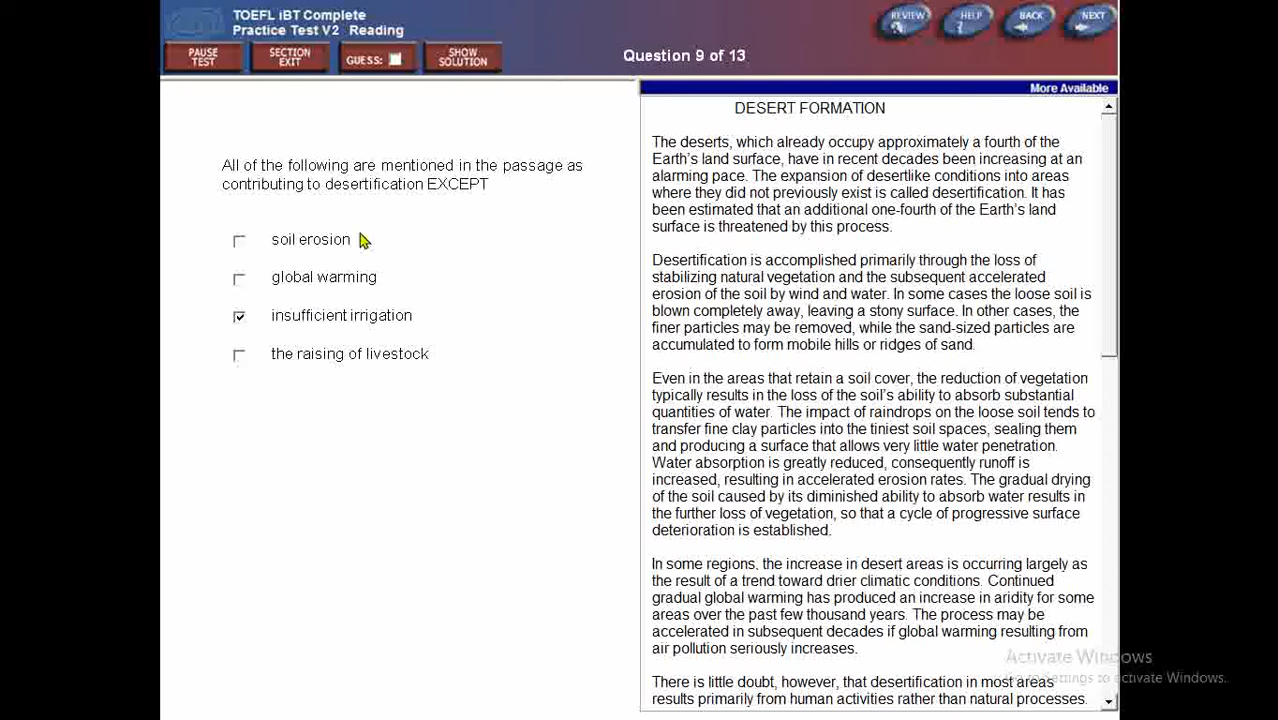 TOEFL iBT Complete
Practice Test V2 Reading
REVIEW
HELP
BACK
NEXT
PAUSE
TEST
SECTION
EXIT
GUESS:
SHOW
SOLUTION
Question 9 of 13
More Available
All of the following are mentioned in the passage as
contributing to desertification EXCEPT
soil erosion
global warming
insufficient irrigation
the raising of livestock
DESERT FORMATION
The deserts, which already occupy approximately a fourth of the
Earth's land surface, have in recent decades been increasing at an
alarming pace. The expansion of desertlike conditions into areas
where they did not previously exist is called desertification. It has
been estimated that an additional one-fourth of the Earth's land
surface is threatened by this process.
Desertification is accomplished primarily through the loss of
stabilizing natural vegetation and the subsequent accelerated
erosion of the soil by wind and water. In some cases the loose soil is
blown completely away, leaving a stony surface. In other cases, the
finer particles may be removed, while the sand-sized particles are
accumulated to form mobile hills or ridges of sand.
Even in the areas that retain a soil cover, the reduction of vegetation
typically results in the loss of the soil's ability to absorb substantial
quantities of water. The impact of raindrops on the loose soil tends to
transfer fine clay particles into the tiniest soil spaces, sealing them
and producing a surface that allows very little water penetration.
Water absorption is greatly reduced, consequently runoff is
increased, resulting in accelerated erosion rates. The gradual drying
of the soil caused by its diminished ability to absorb water results in
the further loss of vegetation, so that a cycle of progressive surface
deterioration is established.
In some regions, the increase in desert areas is occurring largely as
the result of a trend toward drier climatic conditions. Continued
gradual global warming has produced an increase in aridity for some
areas over the past few thousand years. The process may be
accelerated in subsequent decades if global warming resulting from
air pollution seriously increases.
There is little doubt, however, that desertification in most areas
results primarily from human activities rather than natural processes.
Activate Windows
Go to Settings to activate Windows.